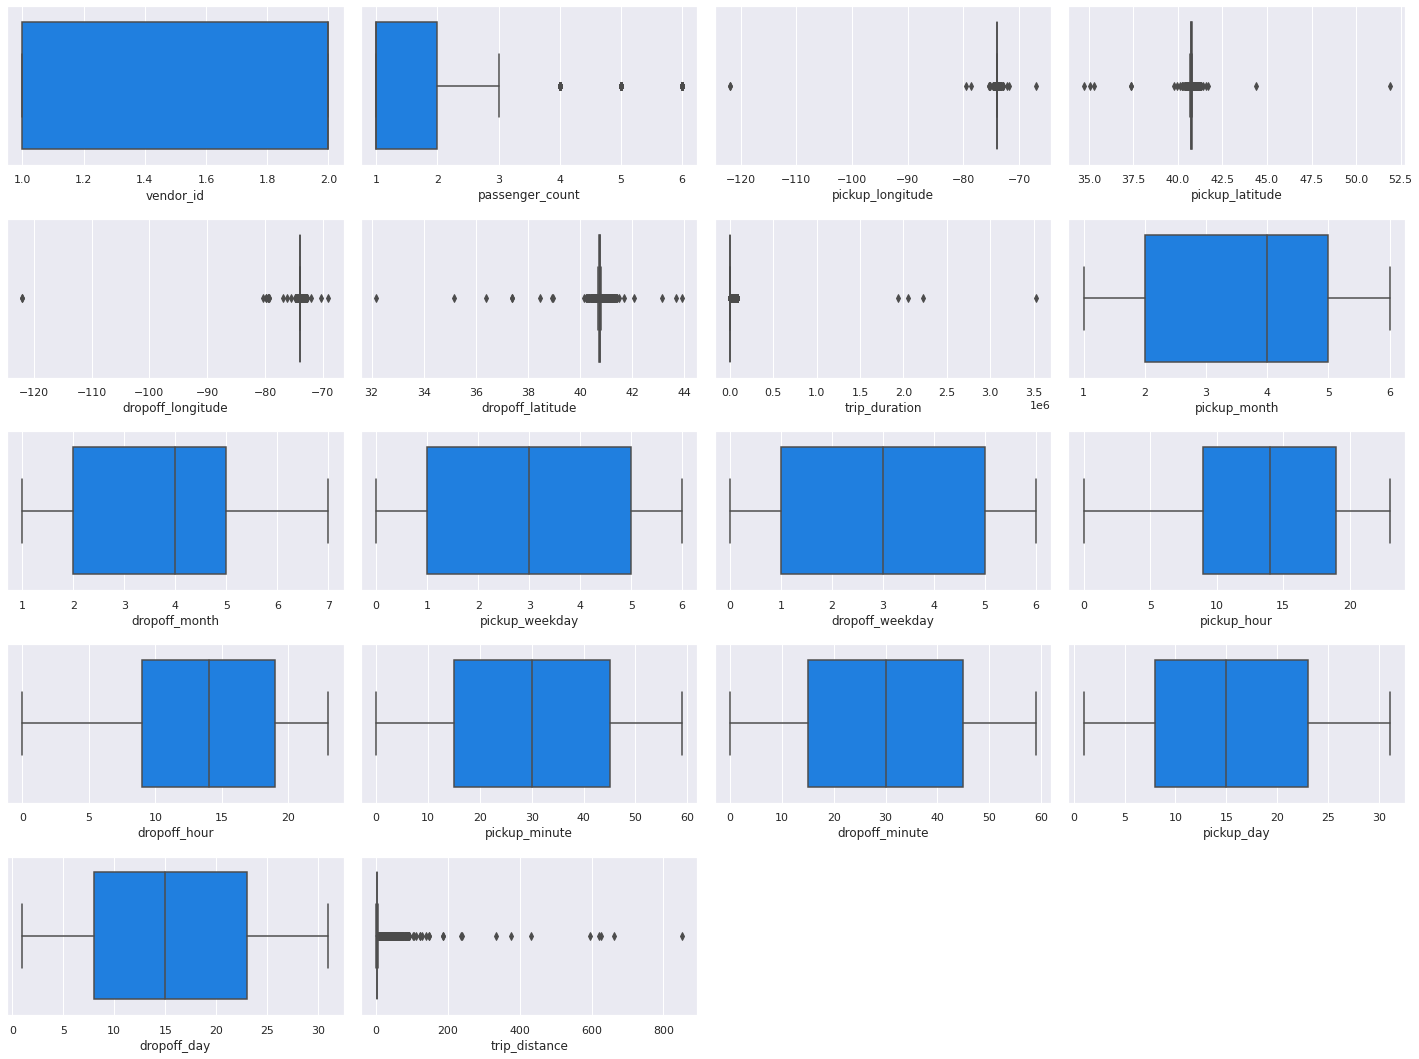 1.0 1.2 1.4 1.6 1.8 2.0
vendor_id
1 2 3 4 5 6
passenger_count
−120 −110 −100 −90 −80 −70
pickup_longitude
35.0 37.5 40.0 42.5 45.0 47.5 50.0 52.5
pickup_latitude
−120 −110 −100 −90 −80 −70
dropoff_longitude
32 34 36 38 40 42 44
dropoff_latitude
0.0 0.5 1.0 1.5 2.0 2.5 3.0 3.5
1e6
trip_duration
1 2 3 4 5 6
pickup_month
1 2 3 4 5 6 7
dropoff_month
0 1 2 3 4 5 6
pickup_weekday
0 1 2 3 4 5 6
dropoff_weekday
0 5 10 15 20
pickup_hour
0 5 10 15 20
dropoff_hour
0 10 20 30 40 50 60
pickup_minute
0 10 20 30 40 50 60
dropoff_minute
0 5 10 15 20 25 30
pickup_day
0 5 10 15 20 25 30
dropoff_day
0 200 400 600 800
trip_distance